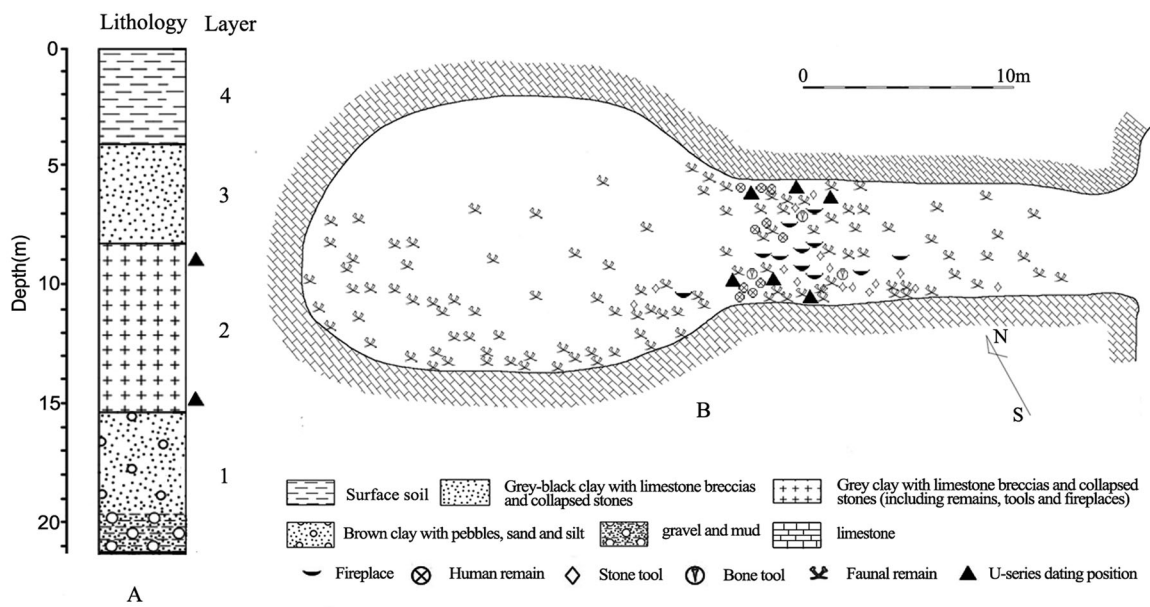 Lithology Layer
0
5
10
15
20
Depth(m)
4
3
2
1
A
0 10m
N
S
B
Surface soil
Grey-black clay with limestone breccias
and collapsed stones
Grey clay with limestone breccias and collapsed
stones (including remains, tools and fireplaces)
Brown clay with pebbles, sand and silt
gravel and mud
limestone
Fireplace
Human remain
Stone tool
Bone tool
Faunal remain
U-series dating position